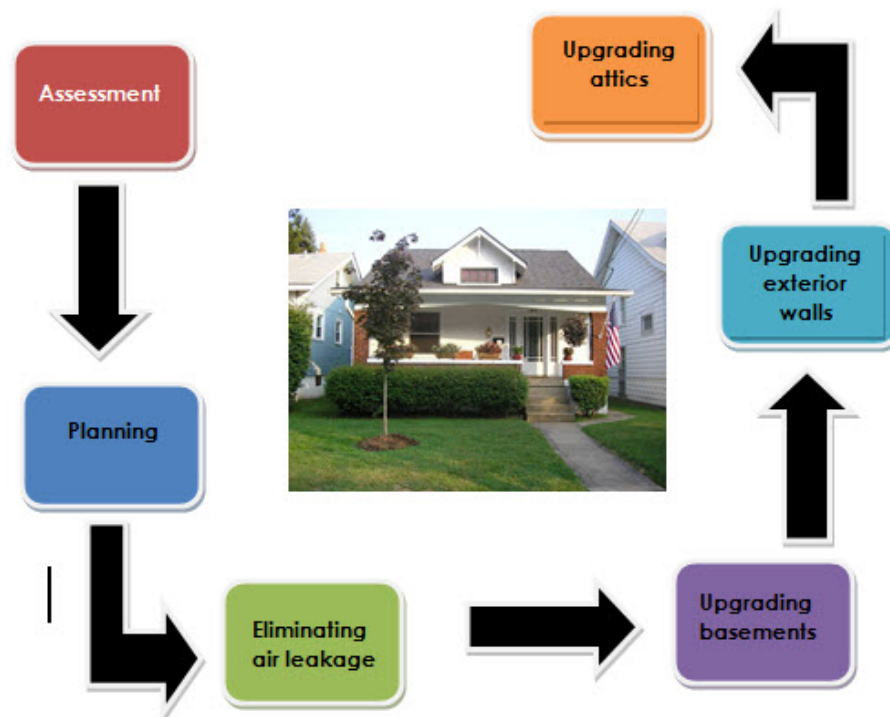 Assessment
Planning
Eliminating
air leakage
Upgrading
basements
Upgrading
exterior
walls
Upgrading
attics